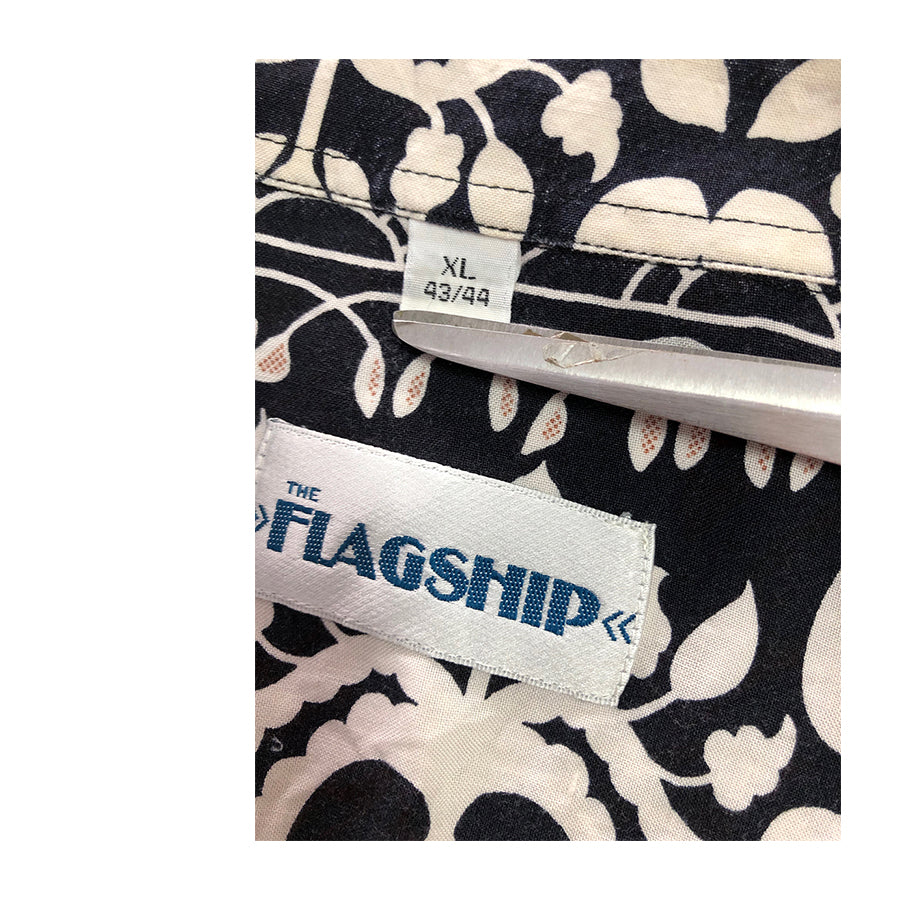 XL
43/44
THE
»FLAGSHIP«